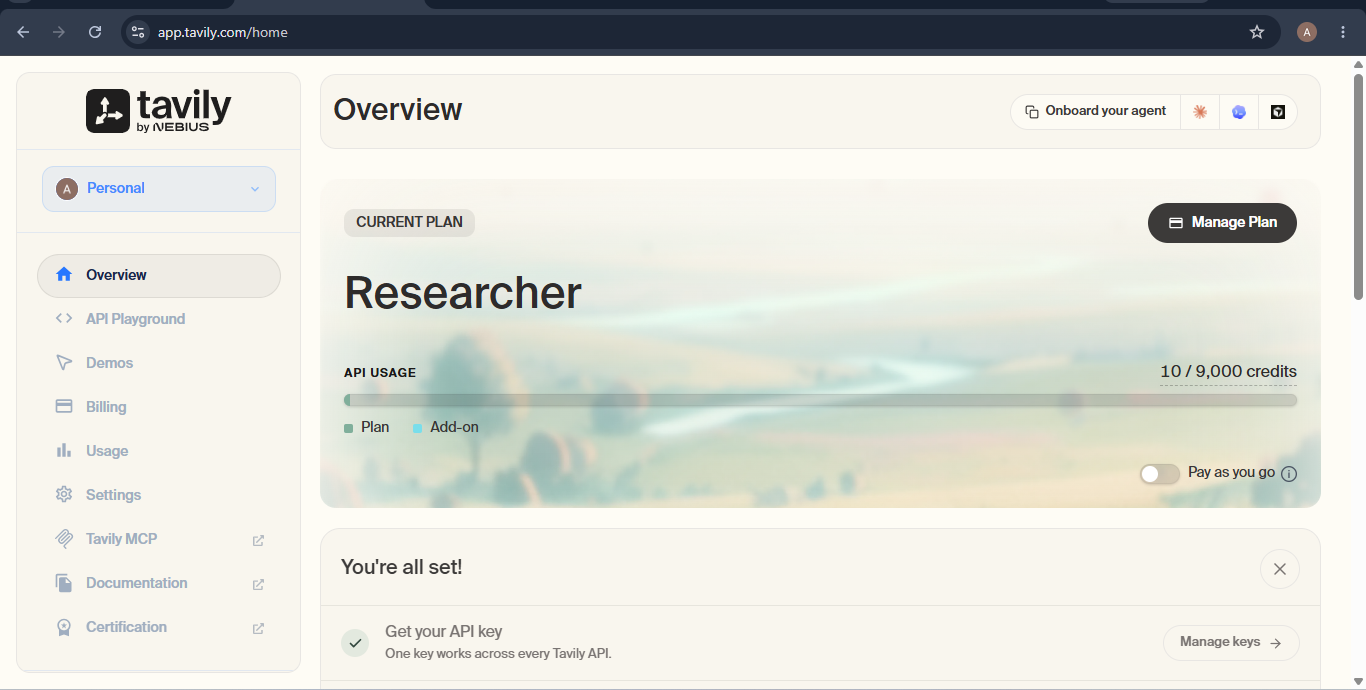 app.tavily.com/home
A
tavily
by NEBIUS
A Personal
Overview
API Playground
Demos
Billing
Usage
Settings
Tavily MCP
Documentation
Certification
Overview
Onboard your agent
CURRENT PLAN
Manage Plan
Researcher
API USAGE
10 / 9,000 credits
Plan Add-on
Pay as you go
You're all set!
Get your API key
One key works across every Tavily API.
Manage keys